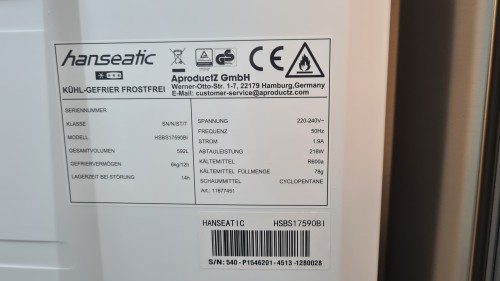 hanseatic
KÜHL-GEFRIER FROSTFREI
AproductZ GmbH
Werner-Otto-Str. 1-7, 22179 Hamburg,Germany
E-Mail: customer-service@aproductz.com
SERIENNUMMER
KLASSE SN/N/ST/T
MODELL HSBS17590BI
GESAMTVOLUMEN 592L
GEFRIERVERMÖGEN 5kg/12h
LAGERZEIT BEI STÖRUNG 14h
SPANNUNG 220-240V~
FREQUENZ 50Hz
STROM 1.9A
ABTAULEISTUNG 218W
KÄLTEMITTEL R600a
KÄLTEMITTEL FÜLLMENGE 78g
SCHAUMMITTEL CYCLOPENTANE
Art.: 11877451
HANSEATIC HSBS17590BI
S/N: 540-P1546201-4513-1280028